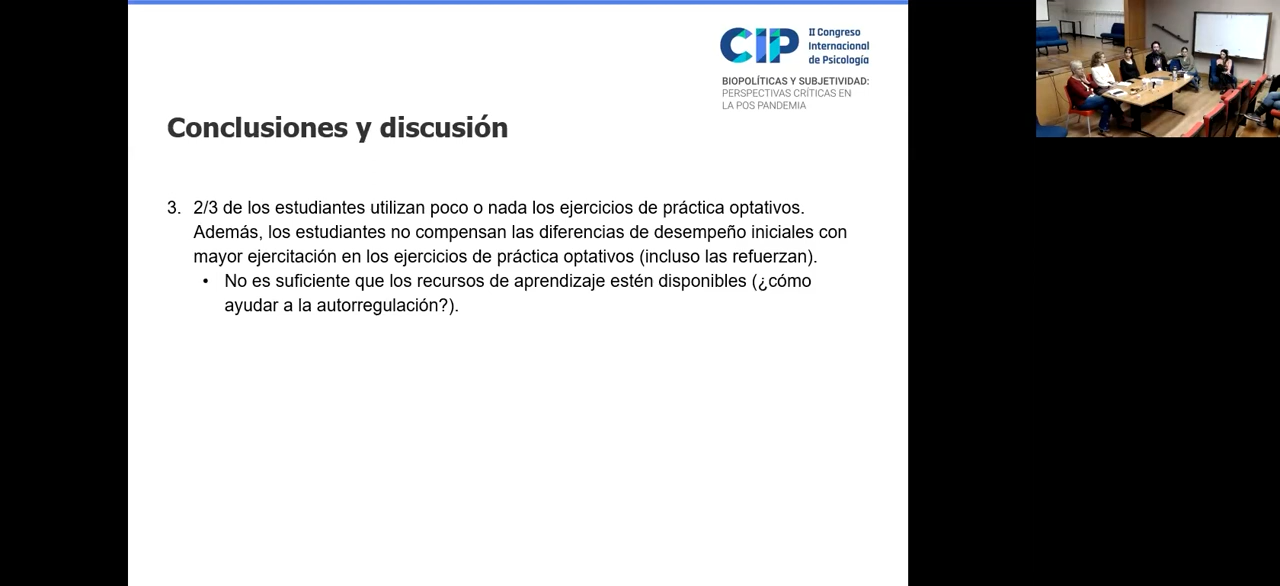 CIP
II Congreso
Internacional
de Psicología
BIOPOLÍTICAS Y SUBJETIVIDAD:
PERSPECTIVAS CRÍTICAS EN
LA POS PANDEMIA
Conclusiones y discusión
3. 2/3 de los estudiantes utilizan poco o nada los ejercicios de práctica optativos.
Además, los estudiantes no compensan las diferencias de desempeño iniciales con
mayor ejercitación en los ejercicios de práctica optativos (incluso las refuerzan).
• No es suficiente que los recursos de aprendizaje estén disponibles (¿cómo
ayudar a la autorregulación?).